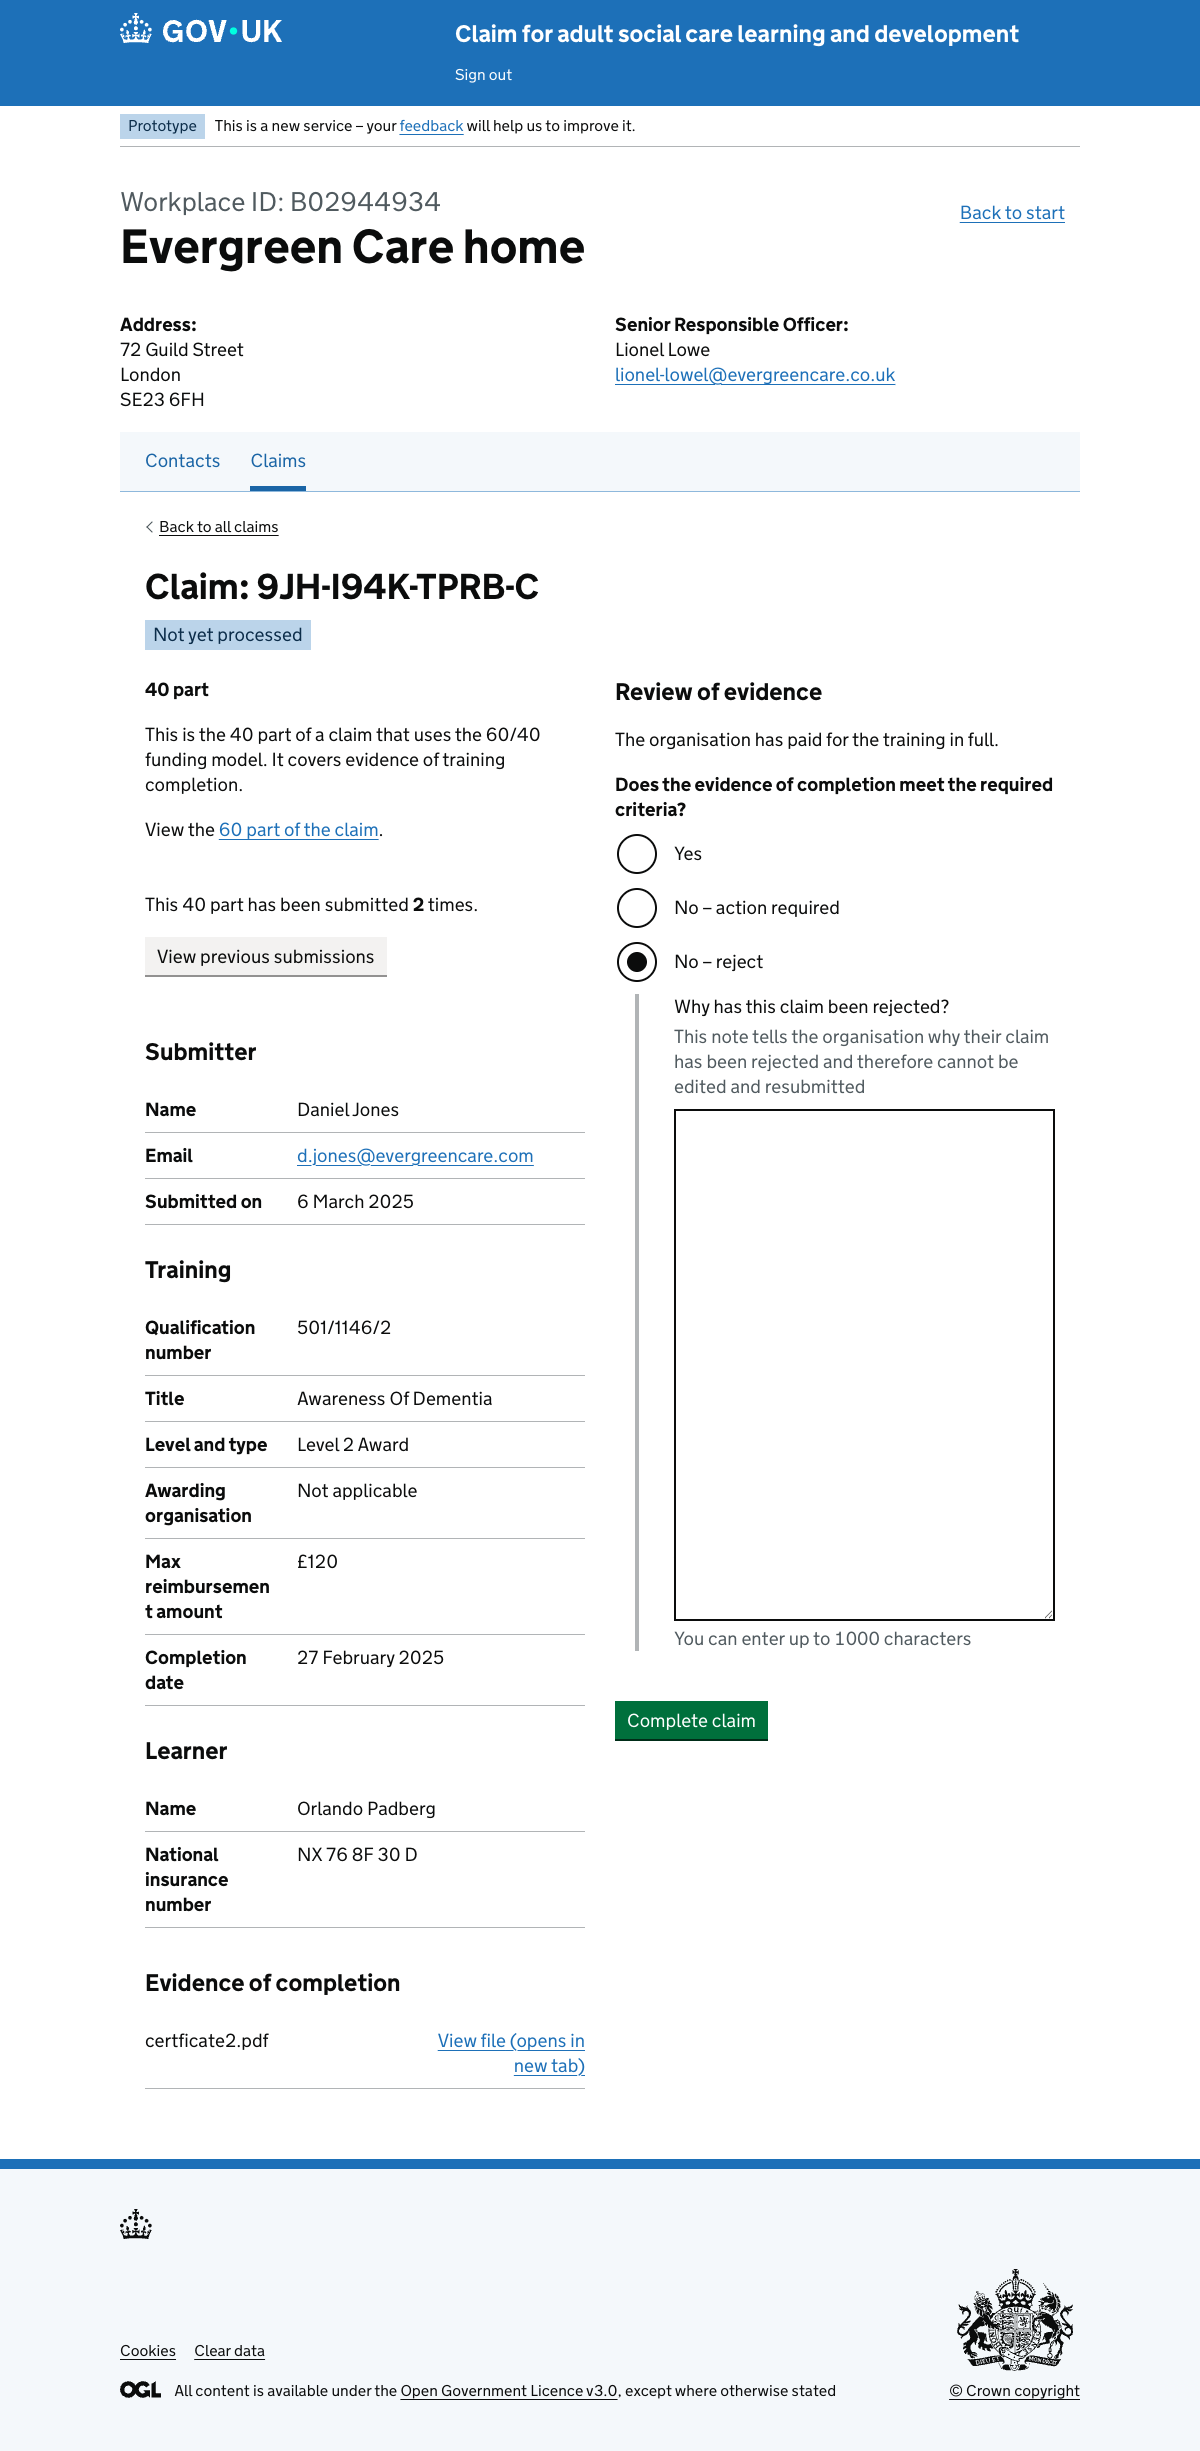 GOV·UK
Claim for adult social care learning and development
Sign out
Prototype
This is a new service – your feedback will help us to improve it.
Workplace ID: B02944934
Evergreen Care home
Back to start
Address:
72 Guild Street
London
SE23 6FH
Senior Responsible Officer:
Lionel Lowe
lionel-lowel@evergreencare.co.uk
Contacts
Claims
Back to all claims
Claim: 9JH-I94K-TPRB-C
Not yet processed
40 part
This is the 40 part of a claim that uses the 60/40
funding model. It covers evidence of training
completion.
View the 60 part of the claim.
This 40 part has been submitted 2 times.
View previous submissions
Submitter
Name Daniel Jones
Email d.jones@evergreencare.com
Submitted on 6 March 2025
Training
Qualification 501/1146/2
number
Title Awareness Of Dementia
Level and type Level 2 Award
Awarding Not applicable
organisation
Max £120
reimbursemen
t amount
Completion 27 February 2025
date
Learner
Name Orlando Padberg
National NX 76 8F 30 D
insurance
number
Evidence of completion
certficate2.pdf View file (opens in
new tab)
Review of evidence
The organisation has paid for the training in full.
Does the evidence of completion meet the required
criteria?
Yes
No – action required
No – reject
Why has this claim been rejected?
This note tells the organisation why their claim
has been rejected and therefore cannot be
edited and resubmitted
You can enter up to 1000 characters
Complete claim
Cookies
Clear data
OGL
All content is available under the Open Government Licence v3.0, except where otherwise stated
© Crown copyright